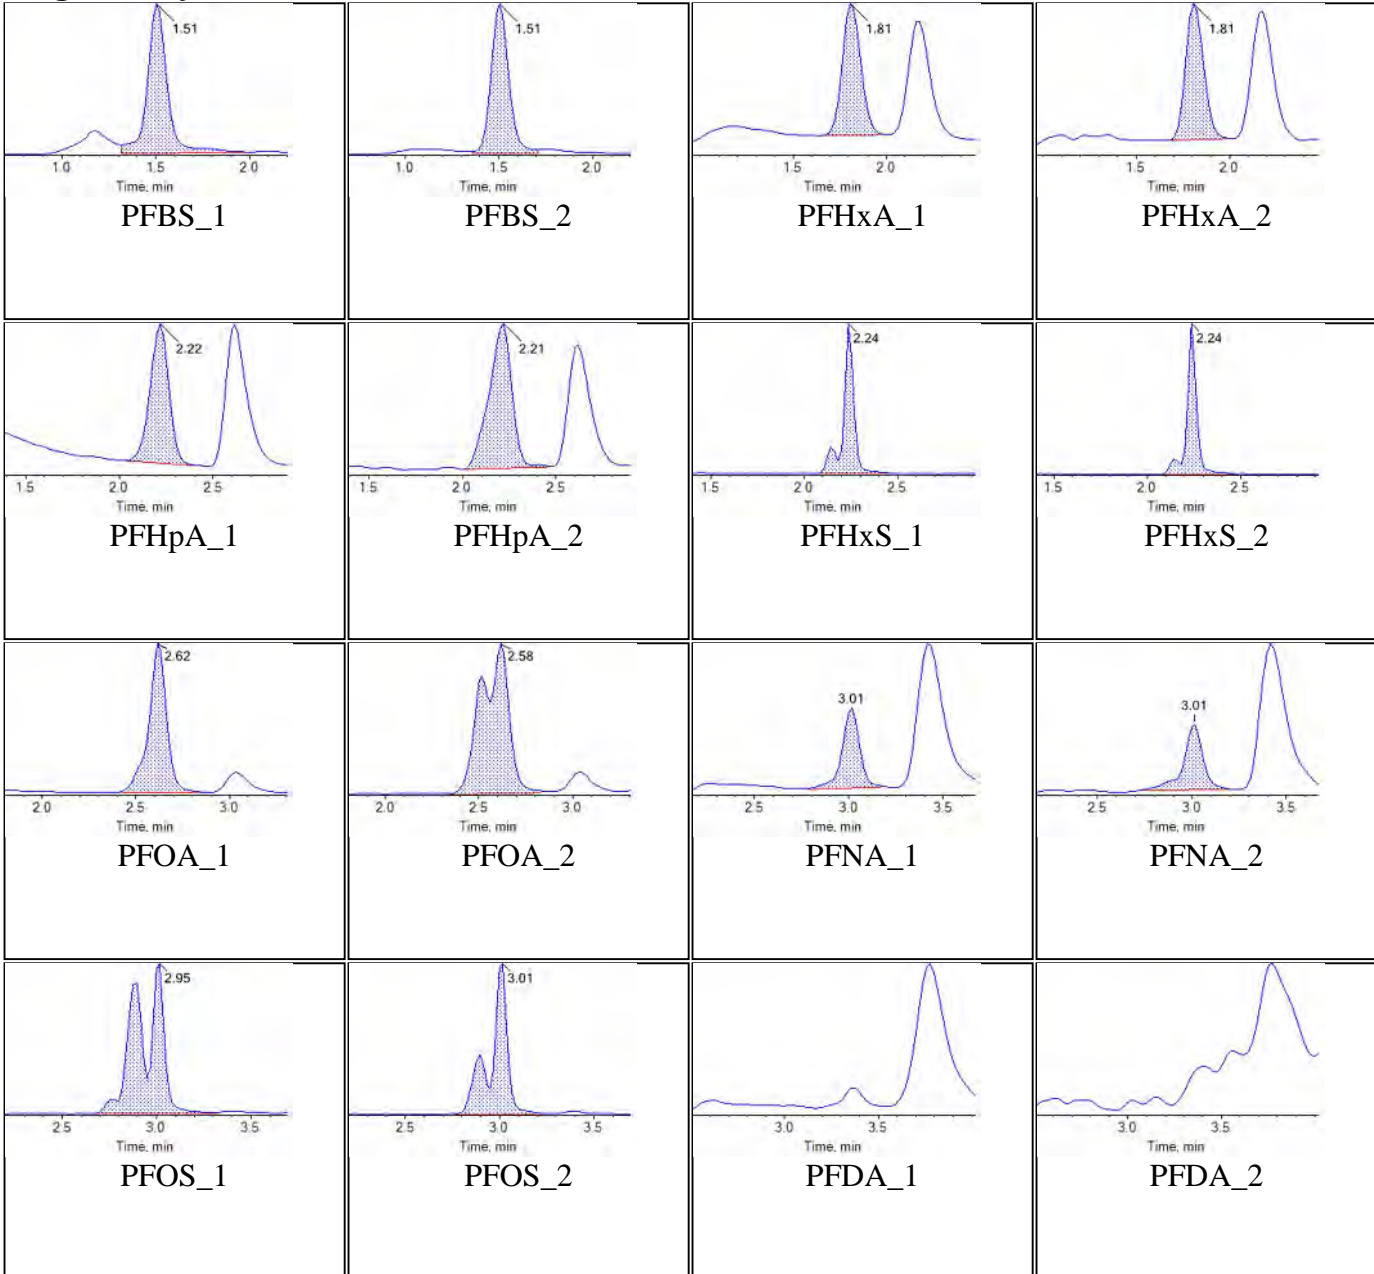 1.51 1.51 1.81 1.81
1.0 1.5 2.0 1.0 1.5 2.0 1.5 2.0 1.5 2.0
Time, min Time, min Time, min Time, min
PFBS_1 PFBS_2 PFHxA_1 PFHxA_2
2.22 2.21 2.24 2.24
1.5 2.0 2.5 1.5 2.0 2.5 1.5 2.0 2.5 1.5 2.0 2.5
Time, min Time, min Time, min Time, min
PFHpA_1 PFHpA_2 PFHxS_1 PFHxS_2
2.62 2.58 3.01 3.01
2.0 2.5 3.0 2.0 2.5 3.0 2.5 3.0 3.5 2.5 3.0 3.5
Time, min Time, min Time, min Time, min
PFOA_1 PFOA_2 PFNA_1 PFNA_2
2.95 3.01
2.5 3.0 3.5 2.5 3.0 3.5 3.0 3.5 3.0 3.5
Time, min Time, min Time, min Time, min
PFOS_1 PFOS_2 PFDA_1 PFDA_2